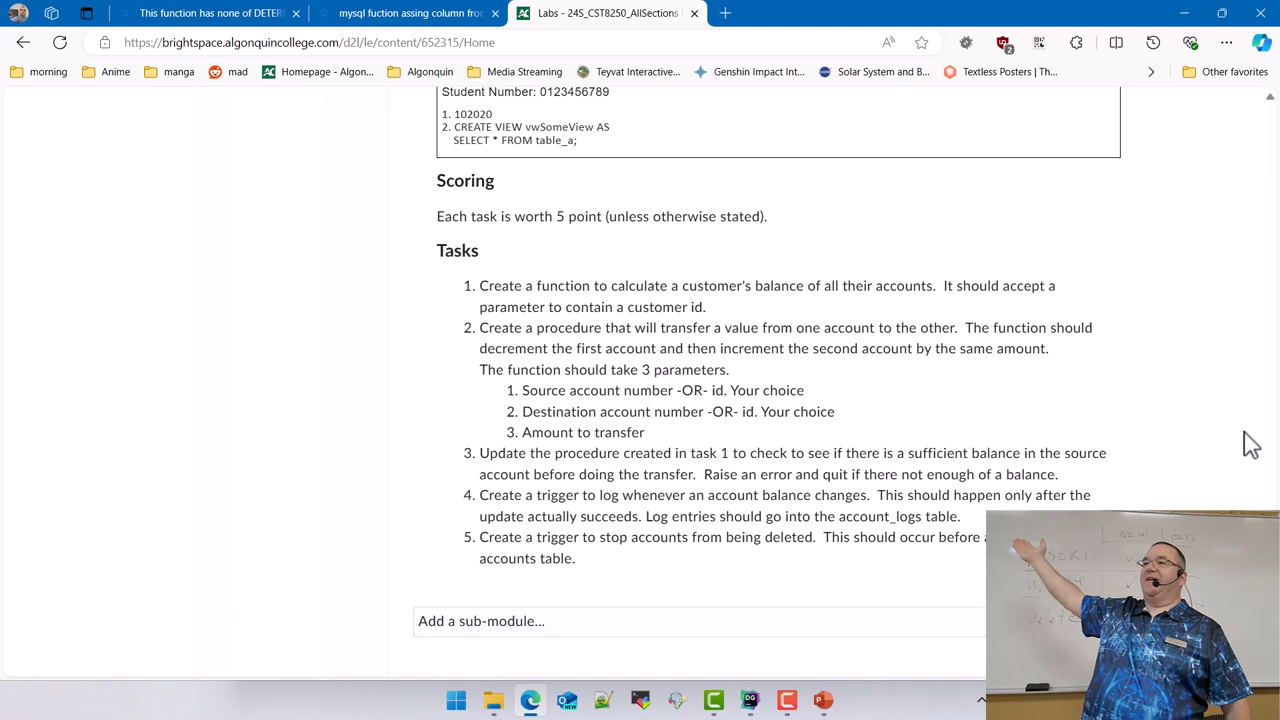 This function has none of DETER
mysql fuction assing column from
Labs - 24S_CST8250_AllSections
https://brightspace.algonquincollege.com/d2l/le/content/652315/Home
2
morning
Anime
manga
mad
Homepage - Algon...
Algonquin
Media Streaming
Teyvat Interactive...
Genshin Impact Int...
Solar System and B...
Textless Posters | Th...
Other favorites
Student Number: 0123456789
1. 102020
2. CREATE VIEW vwSomeView AS
SELECT * FROM table_a;
Scoring
Each task is worth 5 point (unless otherwise stated).
Tasks
1. Create a function to calculate a customer's balance of all their accounts. It should accept a
parameter to contain a customer id.
2. Create a procedure that will transfer a value from one account to the other. The function should
decrement the first account and then increment the second account by the same amount.
The function should take 3 parameters.
1. Source account number -OR- id. Your choice
2. Destination account number -OR- id. Your choice
3. Amount to transfer
3. Update the procedure created in task 1 to check to see if there is a sufficient balance in the source
account before doing the transfer. Raise an error and quit if there not enough of a balance.
4. Create a trigger to log whenever an account balance changes. This should happen only after the
update actually succeeds. Log entries should go into the account_logs table.
5. Create a trigger to stop accounts from being deleted. This should occur before
accounts table.
Add a sub-module...
NEW Old
Delete